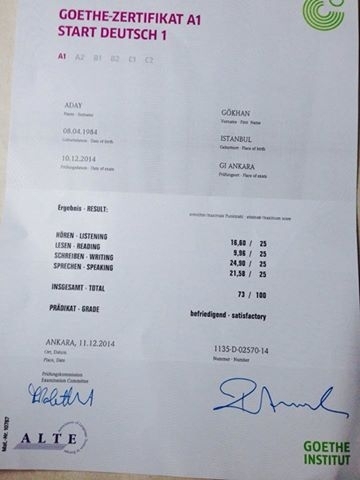 GOETHE-ZERTIFIKAT A1
START DEUTSCH 1
A1 A2 B1 B2 C1 C2
ADAY
Name · Surname
GÖKHAN
Vorname · First Name
08.04.1984
Geburtsdatum · Date of birth
ISTANBUL
Geburtsort · Place of birth
10.12.2014
Prüfungsdatum · Date of exam
GI ANKARA
Prüfungsort · Place of exam
Ergebnis · RESULT:
HÖREN · LISTENING 16,60 / 25
LESEN · READING 9,96 / 25
SCHREIBEN · WRITING 24,90 / 25
SPRECHEN · SPEAKING 21,58 / 25
INSGESAMT · TOTAL 73 / 100
PRÄDIKAT · GRADE befriedigend · satisfactory
ANKARA, 11.12.2014
Ort, Datum
Place, Date
1135-D-02570-14
Nummer · Number
Prüfungskommission
Examination Committee
ALTE
Mat.-Nr. 10787
GOETHE
INSTITUT